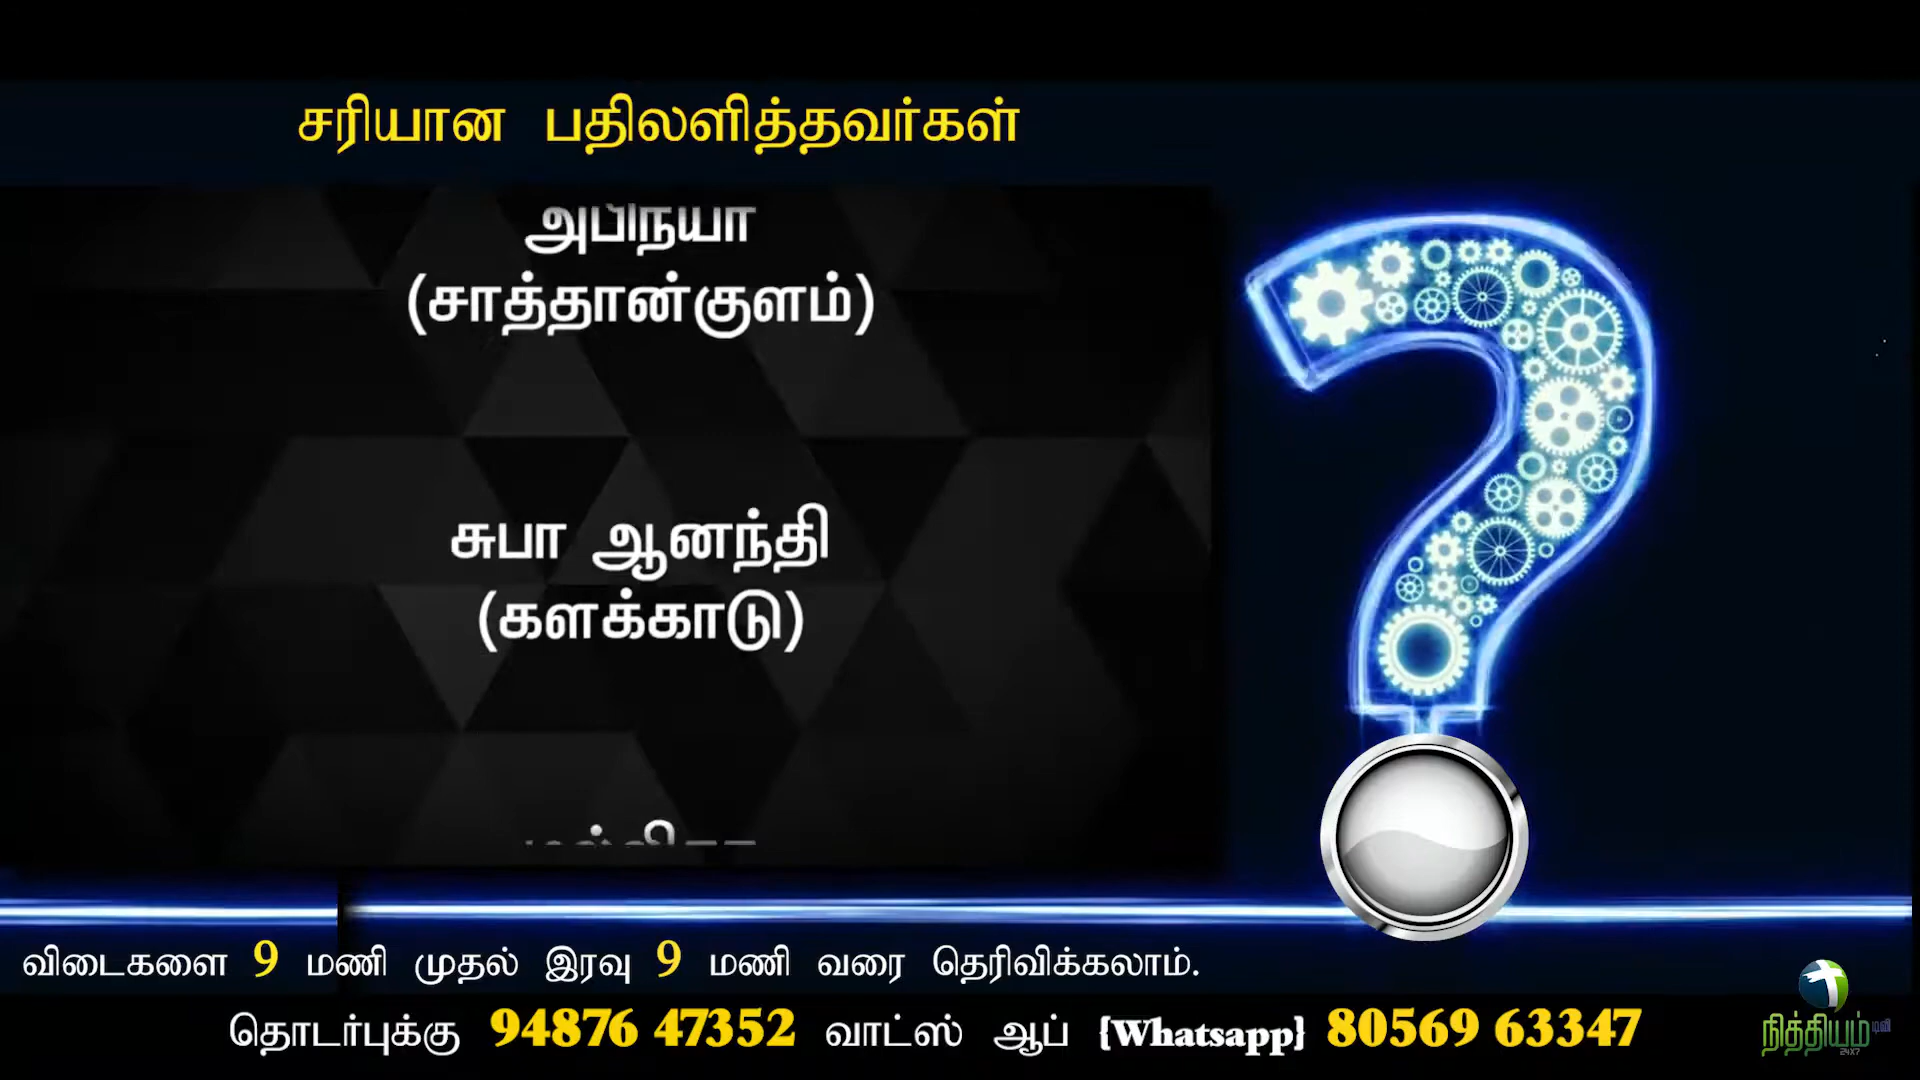 சரியான பதிலளித்தவர்கள்
அபிநயா
(சாத்தான்குளம்)
சுபா ஆனந்தி
(களக்காடு)
விடைகளை 9 மணி முதல் இரவு 9 மணி வரை தெரிவிக்கலாம்.
தொடர்புக்கு 94876 47352 வாட்ஸ் ஆப் {Whatsapp} 80569 63347
நித்தியம் டிவி
24X7